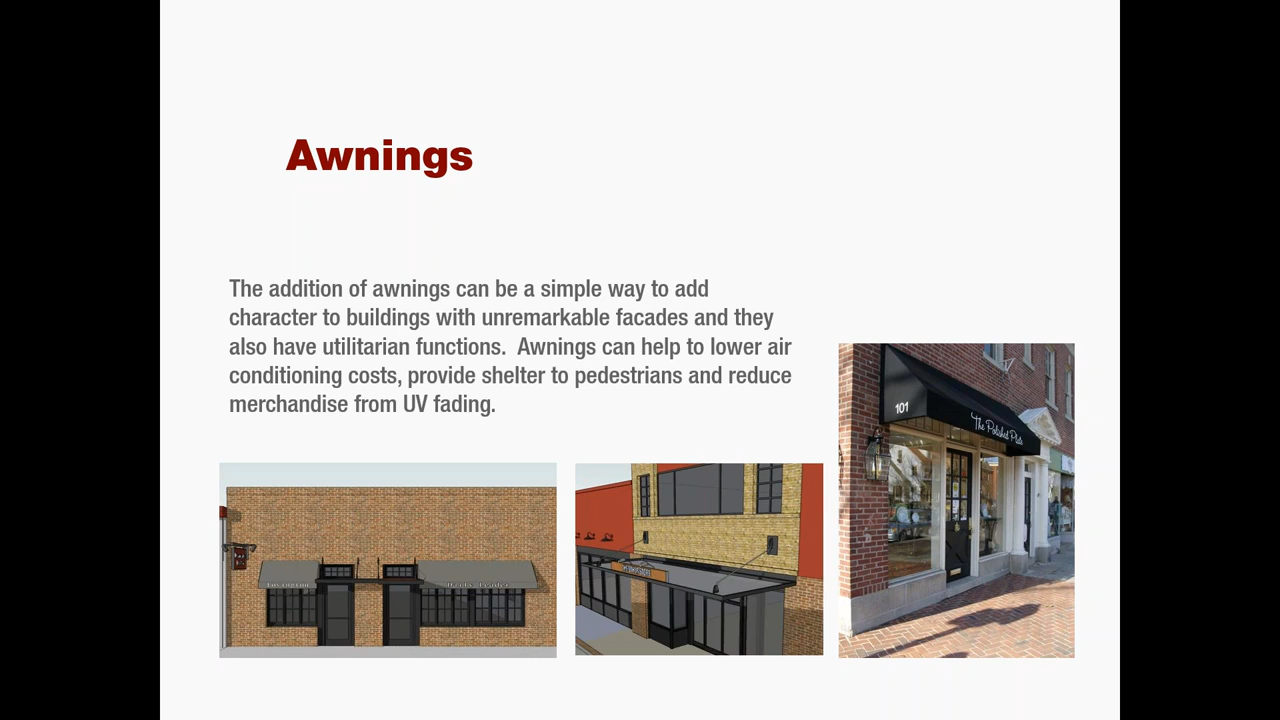 Awnings
The addition of awnings can be a simple way to add
character to buildings with unremarkable facades and they
also have utilitarian functions.  Awnings can help to lower air
conditioning costs, provide shelter to pedestrians and reduce
merchandise from UV fading.
101
The Polished Plate